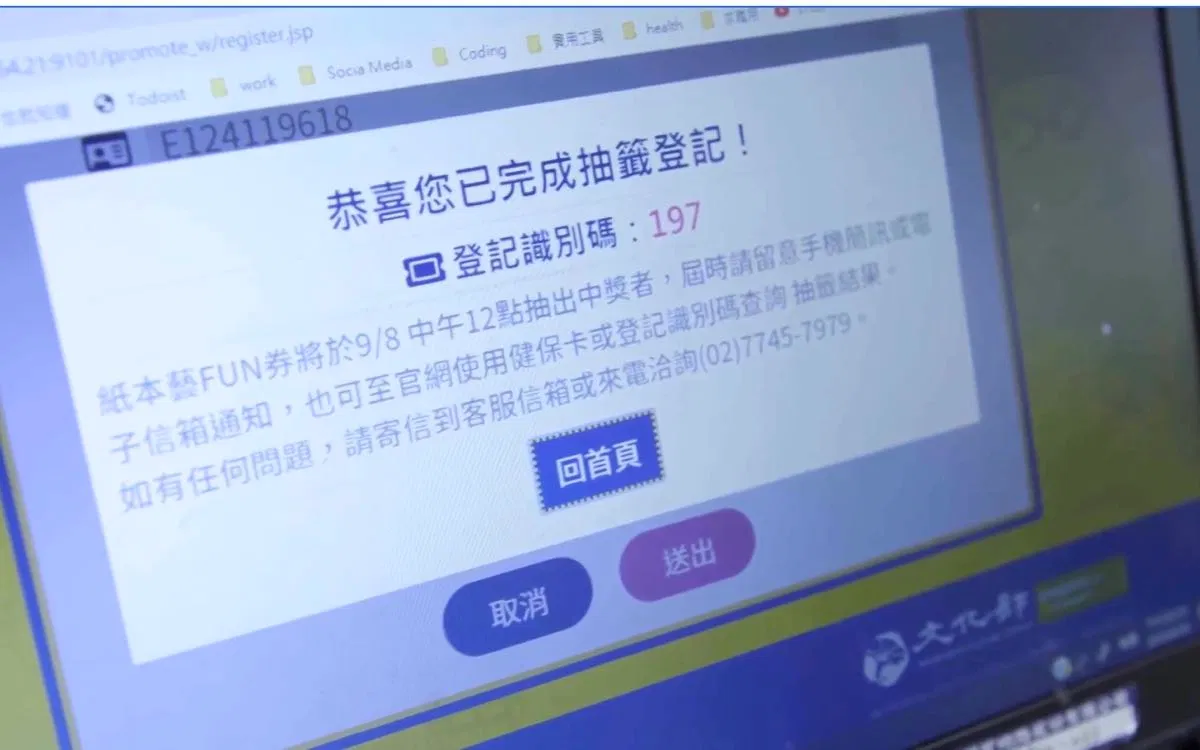 64.21:9101/promote_w/register.jsp
Todoist work Socia Media Coding 實用工具 health
E124119618
恭喜您已完成抽籤登記！
登記識別碼：197
紙本藝FUN券將於9/8 中午12點抽出中獎者，屆時請留意手機簡訊或電
子信箱通知，也可至官網使用健保卡或登記識別碼查詢 抽籤結果。
如有任何問題，請寄信到客服信箱或來電洽詢(02)7745-7979。
回首頁
取消 送出
文化部